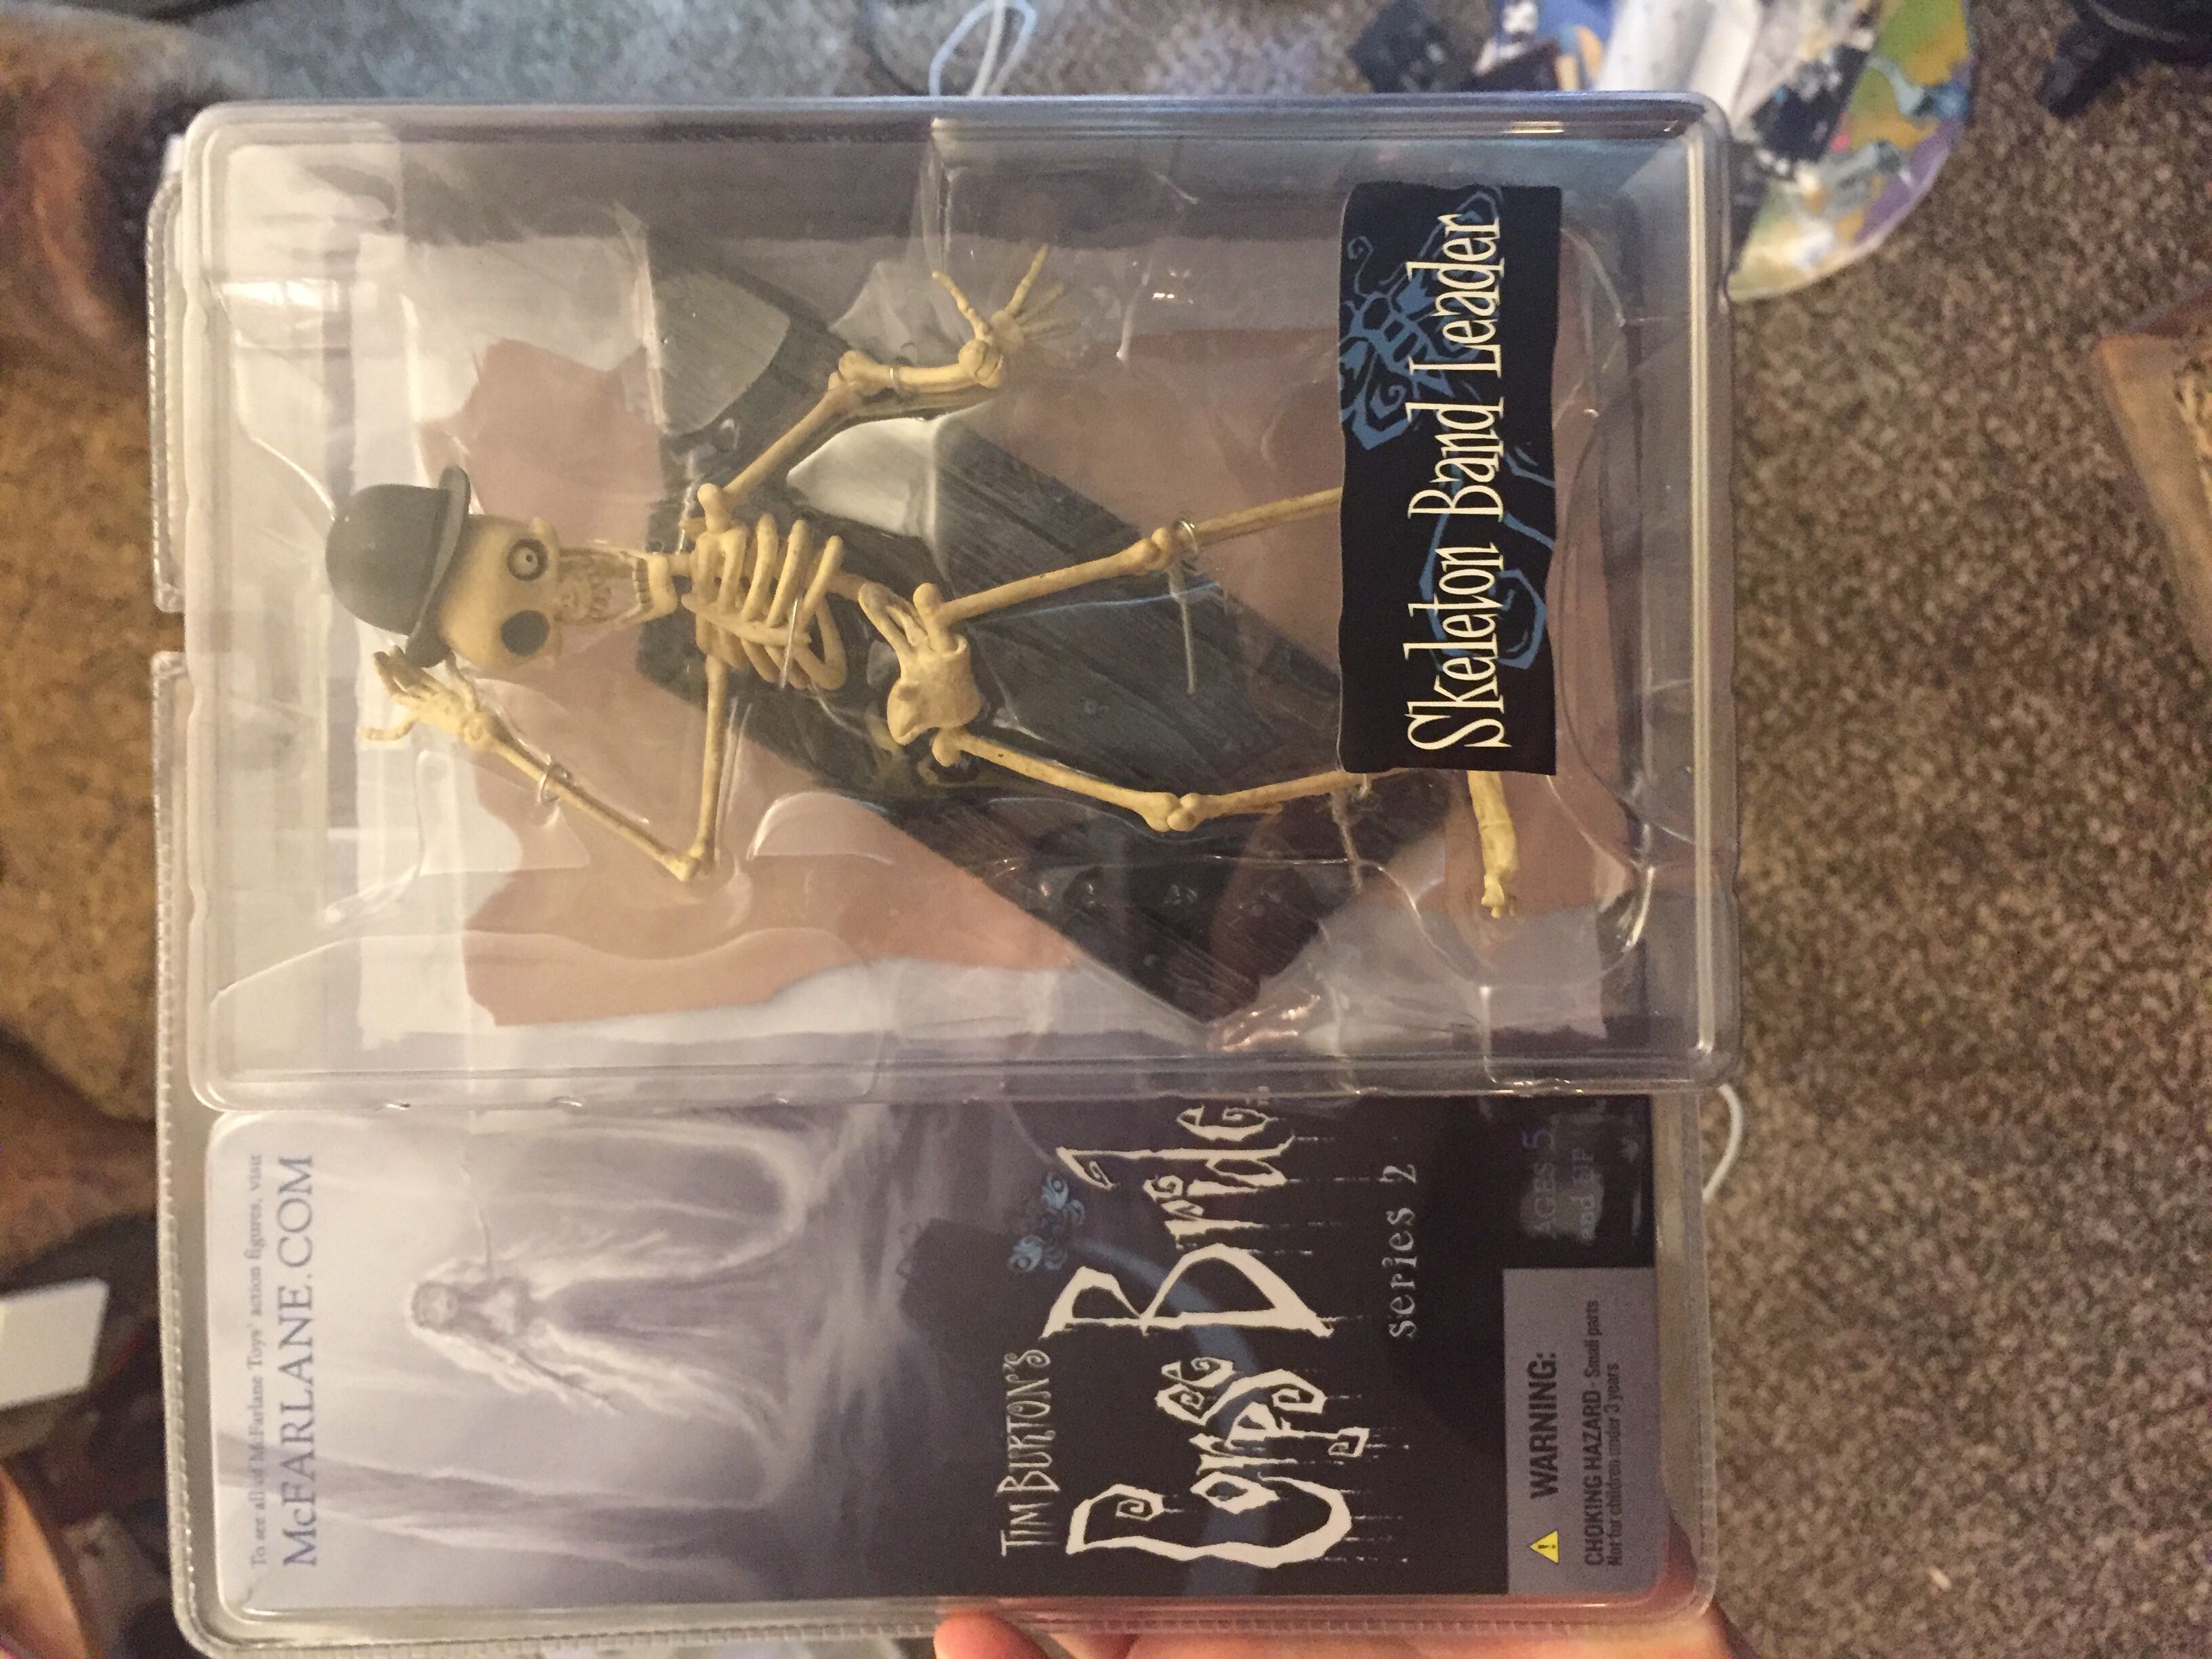 To see all of McFarlane Toys' action figures, visit
McFARLANE.COM
Skeleton Band Leader
TIM BURTON'S
Corpse Bride
series 2
AGES 5
and UP
WARNING:
CHOKING HAZARD - Small parts
Not for children under 3 years